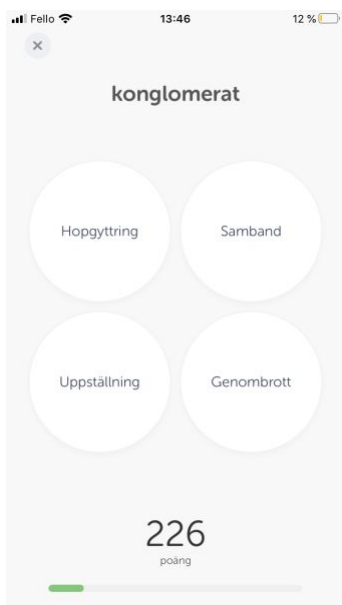 Fello 13:46 12 %
konglomerat
Hopgyttring Samband
Uppställning Genombrott
226
poäng